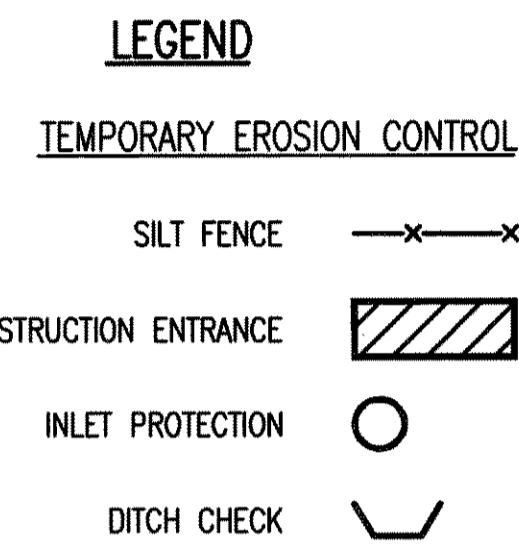 LEGEND
TEMPORARY EROSION CONTROL
SILT FENCE
STRUCTION ENTRANCE
INLET PROTECTION
DITCH CHECK